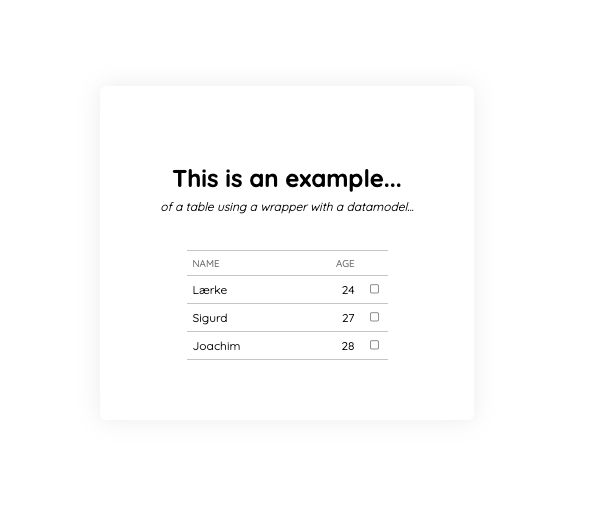 This is an example...
of a table using a wrapper with a datamodel...
NAME AGE
Lærke 24
Sigurd 27
Joachim 28